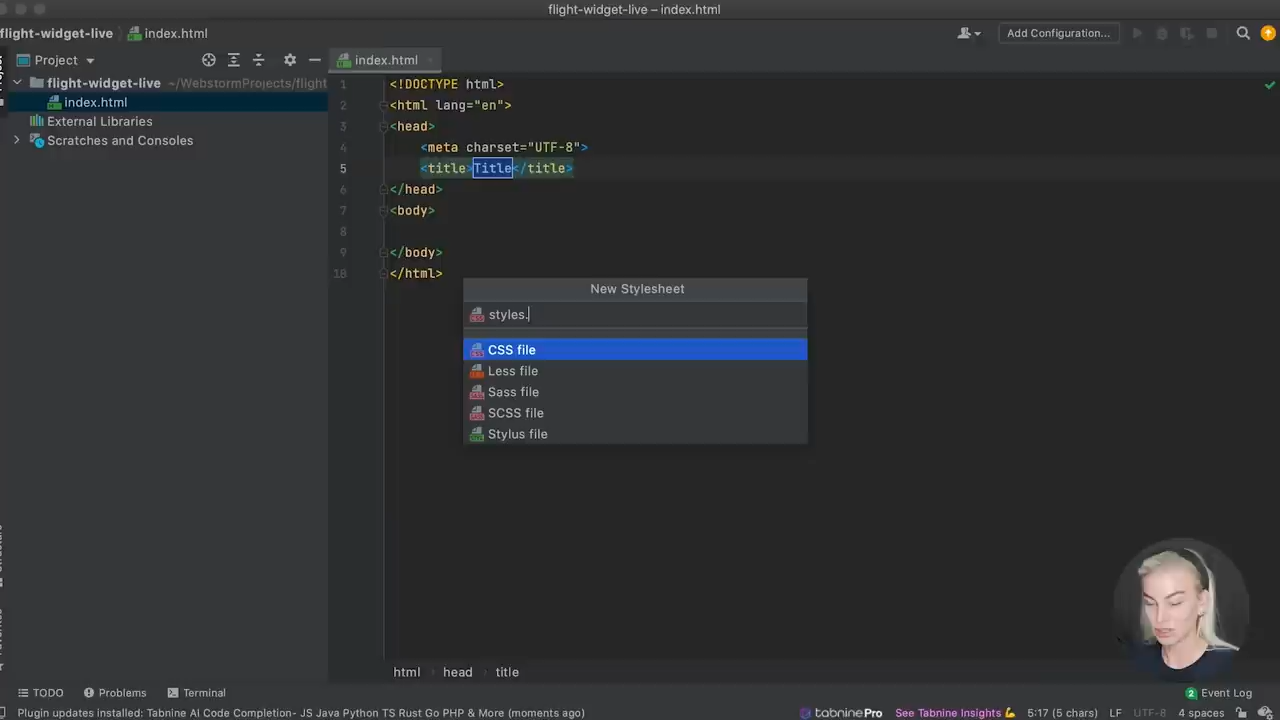 flight-widget-live – index.html
flight-widget-live index.html Add Configuration...
Project index.html
flight-widget-live ~/WebstormProjects/flight
index.html
External Libraries
Scratches and Consoles
1 <!DOCTYPE html>
2 <html lang="en">
3 <head>
4 <meta charset="UTF-8">
5 <title>Title</title>
6 </head>
7 <body>
8
9 </body>
10 </html>
New Stylesheet
styles.
CSS file
Less file
Sass file
SCSS file
Stylus file
html head title
TODO Problems Terminal 2 Event Log
Plugin updates installed: Tabnine AI Code Completion- JS Java Python TS Rust Go PHP & More (moments ago) tabninePro See Tabnine Insights 💪 5:17 (5 chars) LF UTF-8 4 spaces